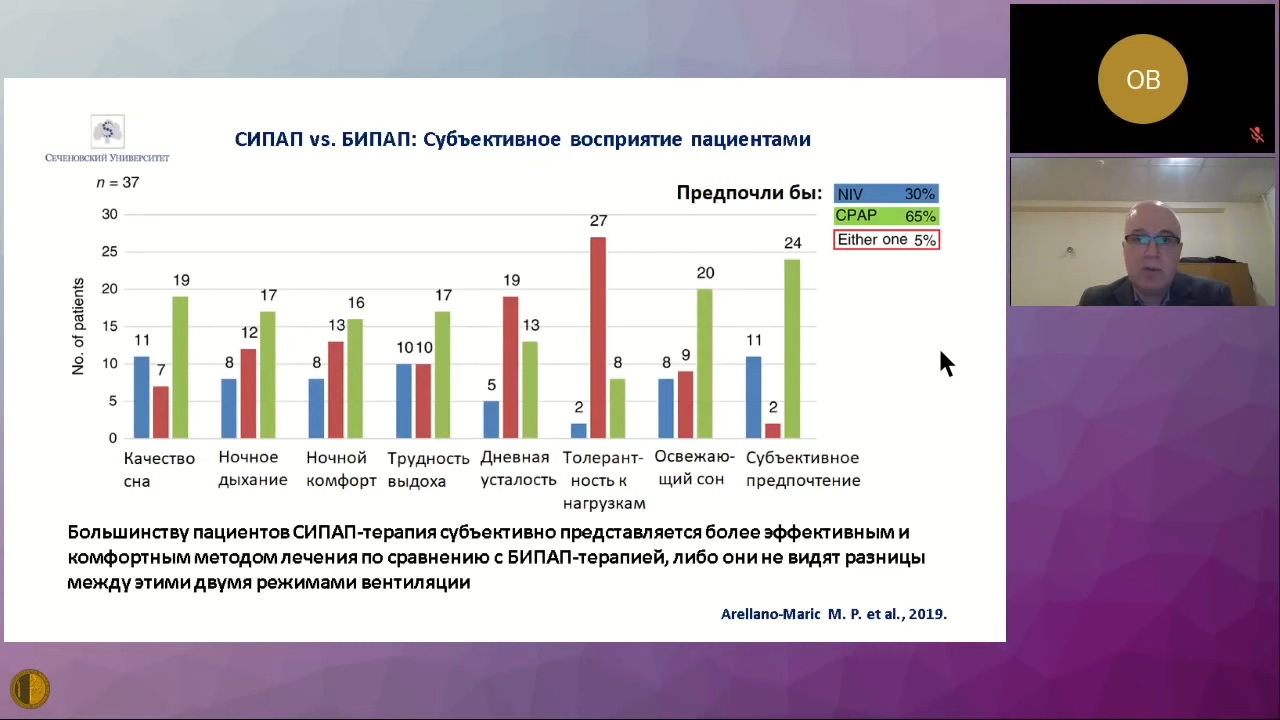 СЕЧЕНОВСКИЙ УНИВЕРСИТЕТ
СИПАП vs. БИПАП: Субъективное восприятие пациентами
n = 37
Предпочли бы:
NIV 30%
CPAP 65%
Either one 5%
No. of patients
30
25
20
15
10
5
0
11 7 19
8 12 17
8 13 16
10 10 17
5 19 13
2 27 8
8 9 20
11 2 24
Качество
сна
Ночное
дыхание
Ночной
комфорт
Трудность
выдоха
Дневная
усталость
Толерант-
ность к
нагрузкам
Освежаю-
щий сон
Субъективное
предпочтение
Большинству пациентов СИПАП-терапия субъективно представляется более эффективным и
комфортным методом лечения по сравнению с БИПАП-терапией, либо они не видят разницы
между этими двумя режимами вентиляции
Arellano-Maric M. P. et al., 2019.
OB